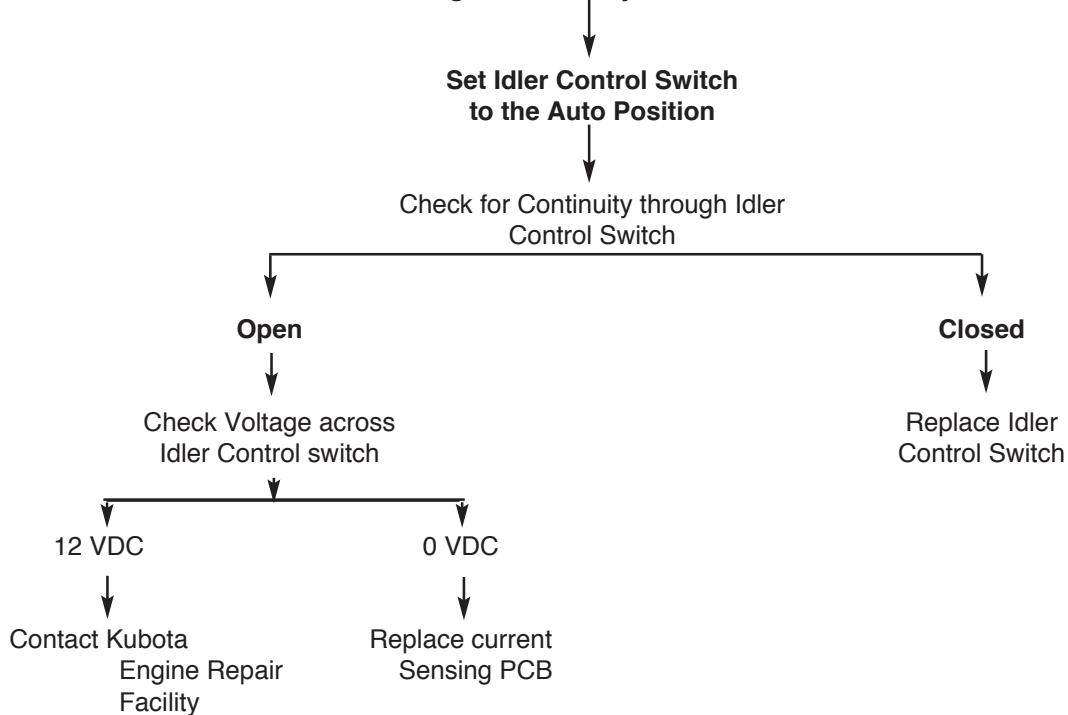 Set Idler Control Switch
to the Auto Position
Check for Continuity through Idler
Control Switch
Open
Closed
Check Voltage across
Idler Control switch
Replace Idler
Control Switch
12 VDC
0 VDC
Contact Kubota
Engine Repair
Facility
Replace current
Sensing PCB